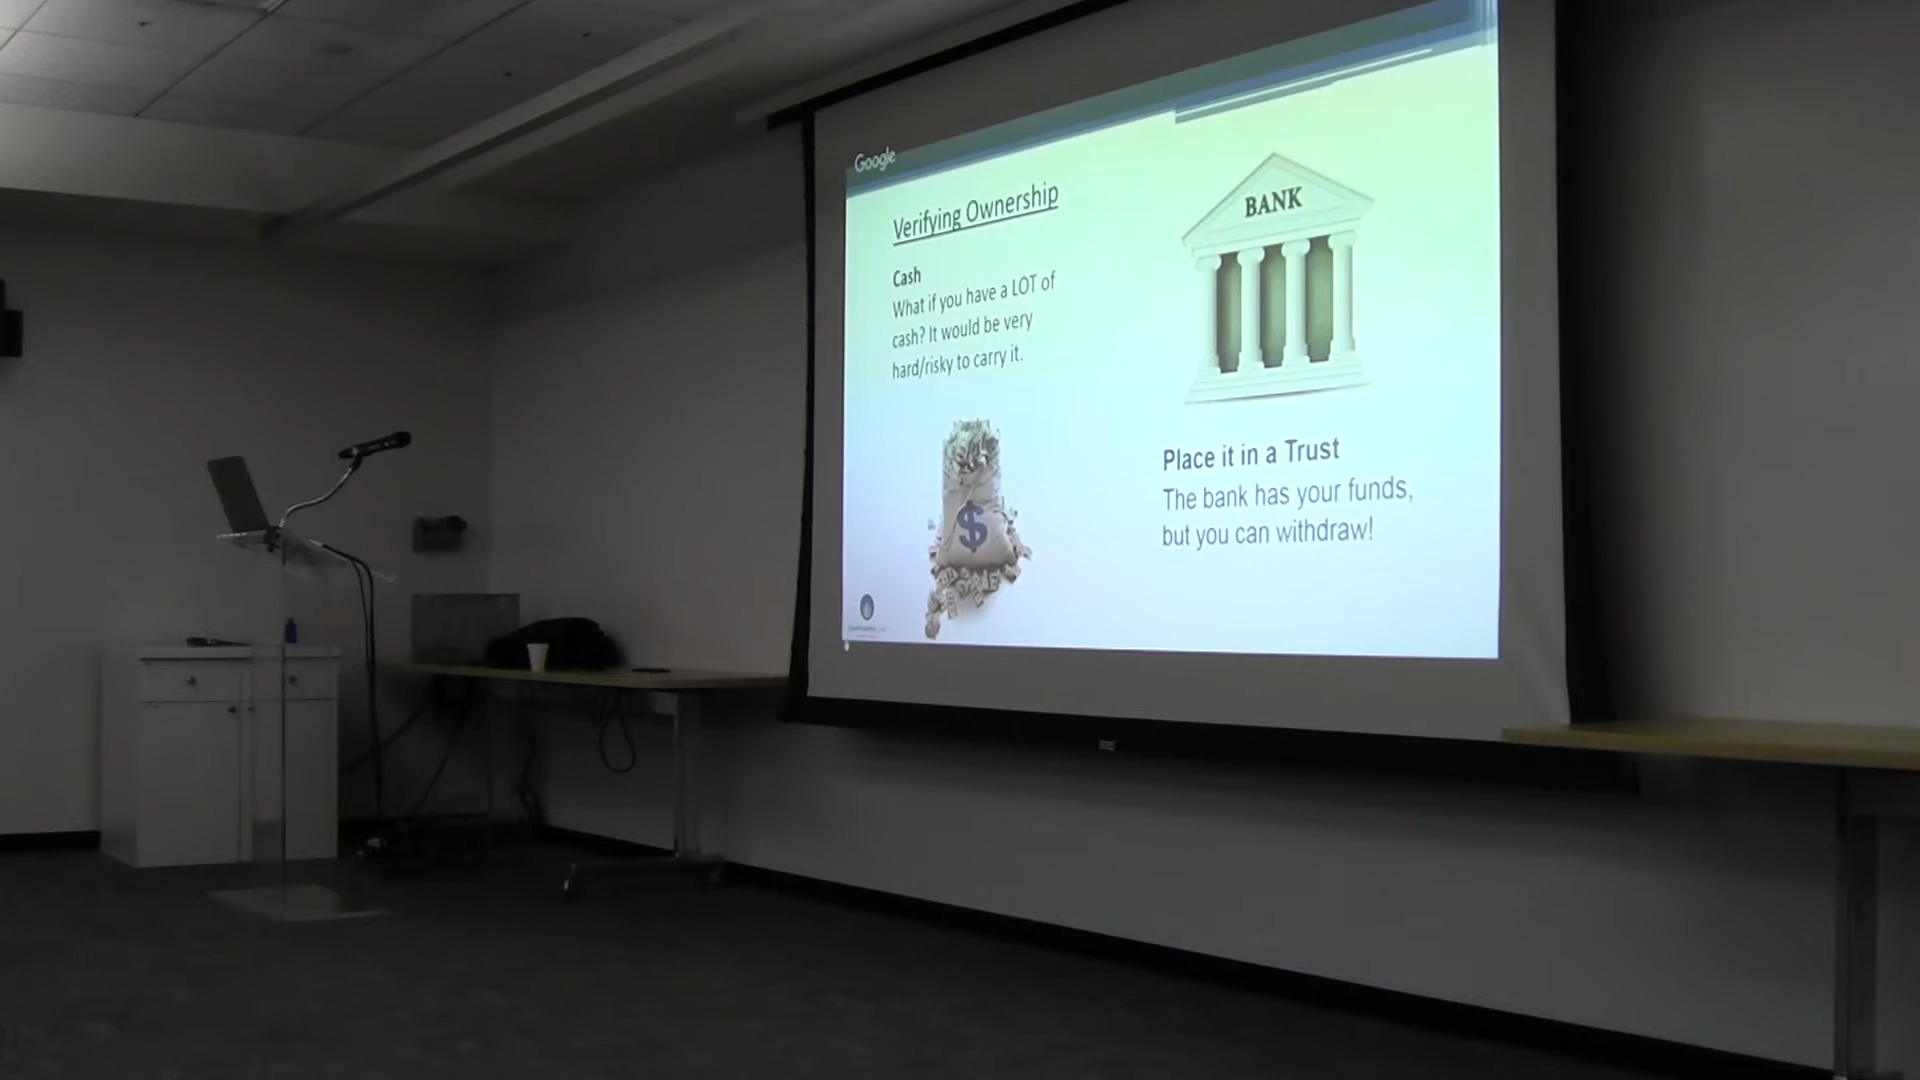 Google
Verifying Ownership
Cash
What if you have a LOT of
cash? It would be very
hard/risky to carry it.
$
BANK
Place it in a Trust
The bank has your funds,
but you can withdraw!